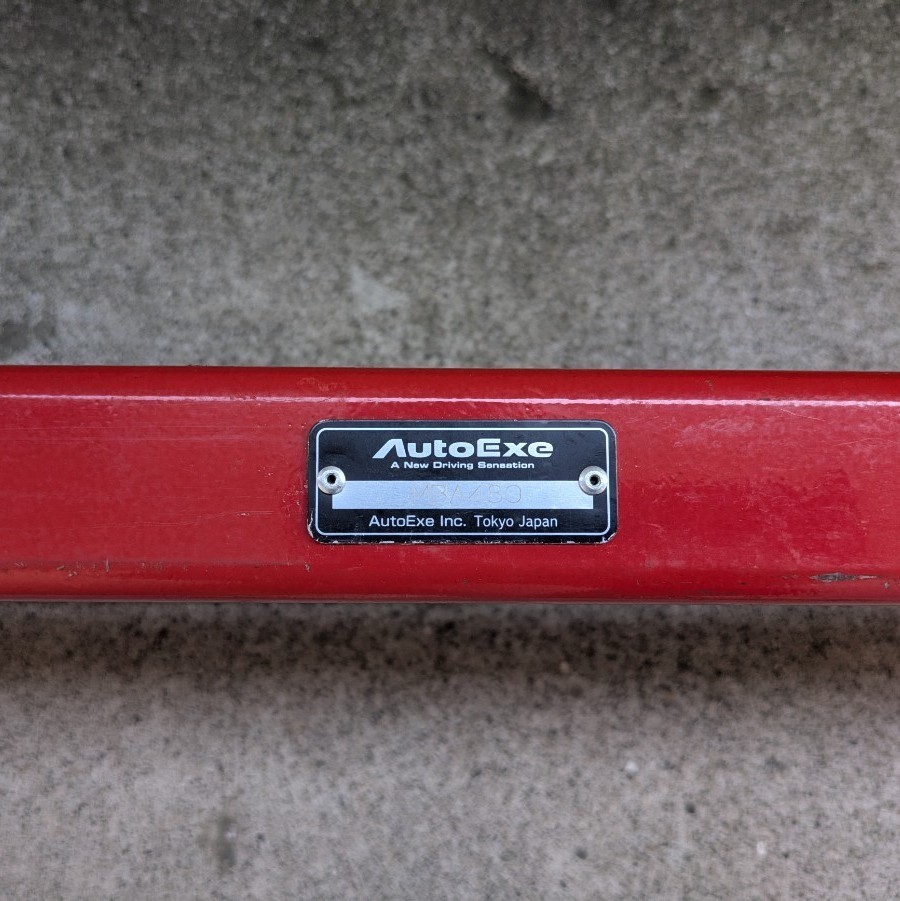 AutoExe
A New Driving Sensation
AutoExe Inc. Tokyo Japan